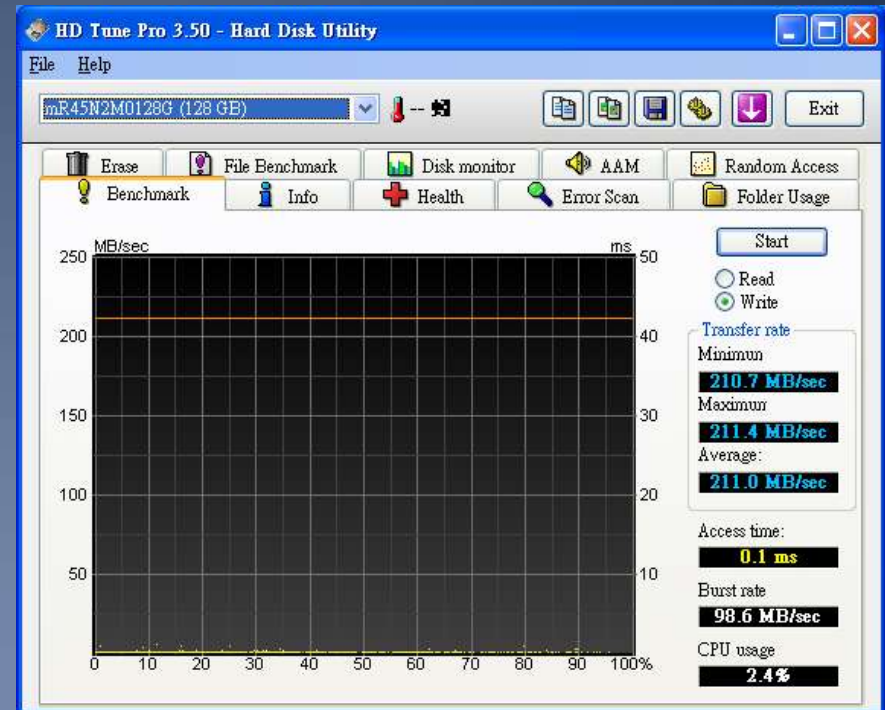 HD Tune Pro 3.50 - Hard Disk Utility
File Help
mR45N2M0128G (128 GB)
-- 
Exit
Erase File Benchmark Disk monitor AAM Random Access
Benchmark Info Health Error Scan Folder Usage
MB/sec ms
250 50
200 40
150 30
100 20
50 10
0 10 20 30 40 50 60 70 80 90 100%
Start
Read
Write
Transfer rate
Minimun
210.7 MB/sec
Maximun
211.4 MB/sec
Average:
211.0 MB/sec
Access time:
0.1 ms
Burst rate
98.6 MB/sec
CPU usage
2.4%